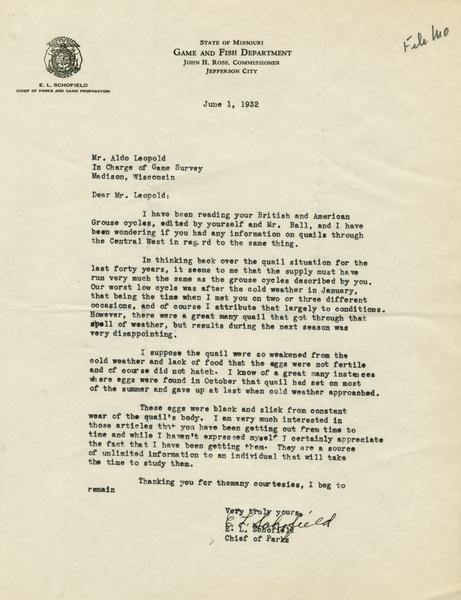 STATE OF MISSOURI
GAME AND FISH DEPARTMENT
JOHN H. ROSS, COMMISSIONER
JEFFERSON CITY
File Mo
E. L. SCHOFIELD
CHIEF OF PARKS AND GAME PROPAGATION
June 1, 1932
Mr. Aldo Leopold
In Charge of Game Survey
Madison, Wisconsin
Dear Mr. Leopold:
I have been reading your British and American
Grouse cycles, edited by yourself and Mr. Ball, and I have
been wondering if you had any information on quails through
the Central West in regard to the same thing.
In thinking back over the quail situation for the
last forty years, it seems to me that the supply must have
run very much the same as the grouse cycles described by you.
Our worst low cycle was after the cold weather in January,
that being the time when I met you on two or three different
occasions, and of course I attribute that largely to conditions.
However, there were a great many quail that got through that
spell of weather, but results during the next season was
very disappointing.
I suppose the quail were so weakened from the
cold weather and lack of food that the eggs were not fertile
and of course did not hatch. I know of a great many instances
where eggs were found in October that quail had set on most
of the summer and gave up at last when cold weather approached.
These eggs were black and slick from constant
wear of the quail's body. I am very much interested in
those articles that you have been getting out from time to
time and while I haven't expressed myself I certainly appreciate
the fact that I have been getting them. They are a source
of unlimited information to an individual that will take
the time to study them.
Thanking you for themany courtesies, I beg to
remain
Very truly yours,
E. L. Schofield
E. L. Schofield
Chief of Parks